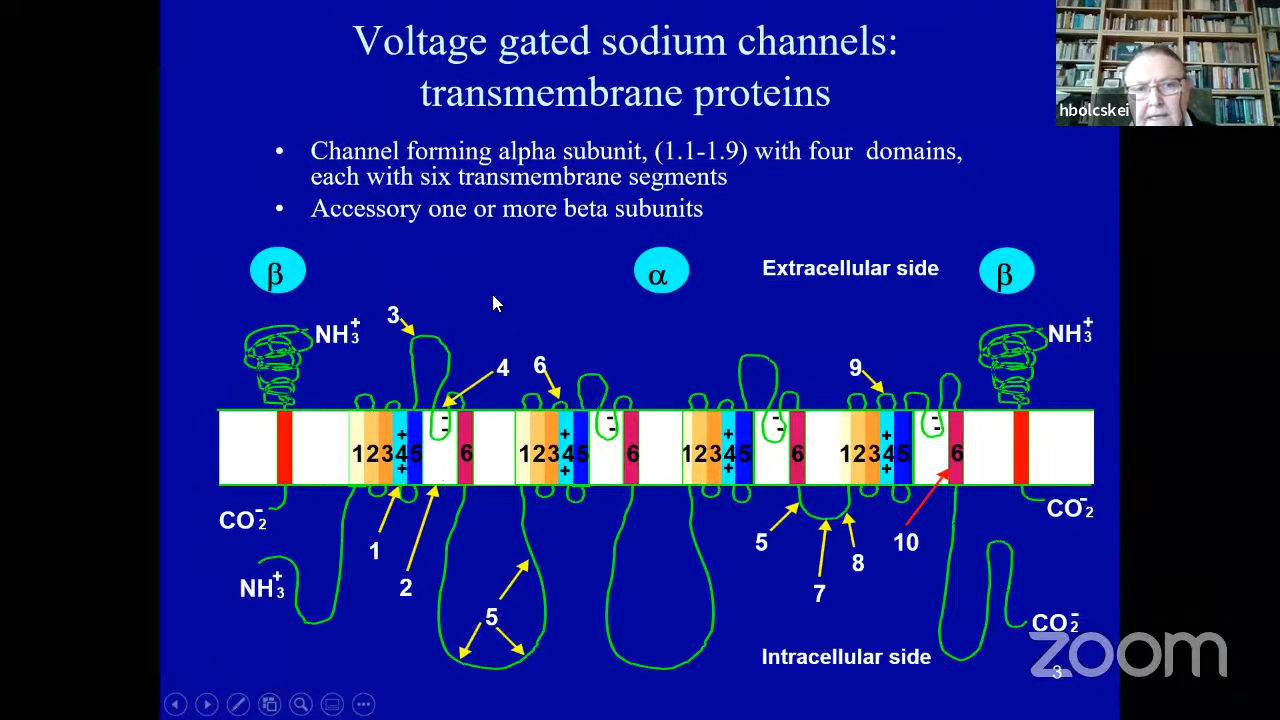 Voltage gated sodium channels:
transmembrane proteins
hbolcskei
• Channel forming alpha subunit, (1.1-1.9) with four domains,
each with six transmembrane segments
• Accessory one or more beta subunits
β
α
Extracellular side
β
NH3+
3
4
6
9
NH3+
1 2 3 + 4 + 5 - - 6
1 2 3 + 4 + 5 - - 6
1 2 3 + 4 + 5 - - 6
1 2 3 + 4 + 5 - - 6
CO2-
1
2
5
7
8
10
CO2-
NH3+
5
CO2-
Intracellular side
zoom
3